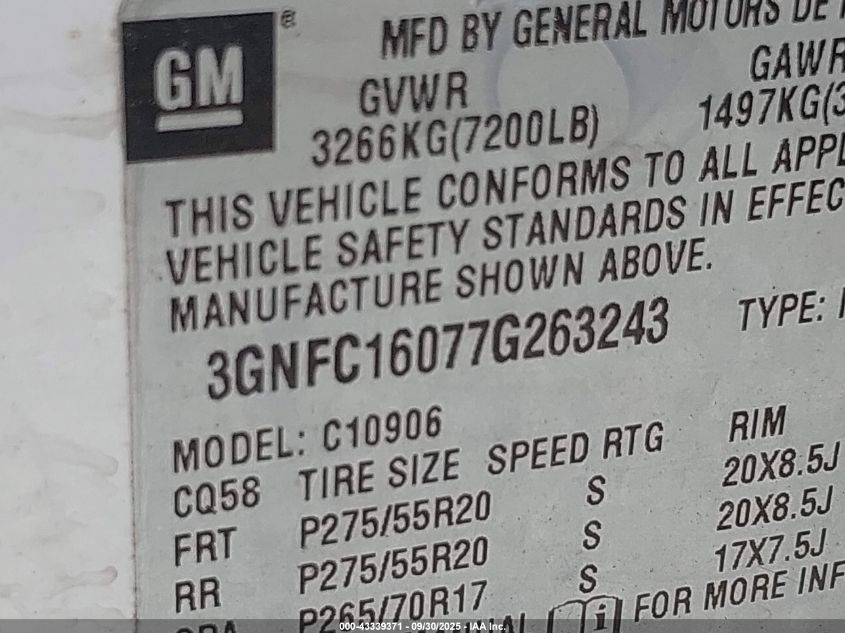 GM ®
MFD BY GENERAL MOTORS DE
GVWR GAWR
3266KG(7200LB) 1497KG(3
THIS VEHICLE CONFORMS TO ALL APPL
VEHICLE SAFETY STANDARDS IN EFFEC
MANUFACTURE SHOWN ABOVE.
3GNFC16077G263243 TYPE:
MODEL: C10906
CQ58 TIRE SIZE SPEED RTG RIM
FRT P275/55R20 S 20X8.5J
RR P275/55R20 S 20X8.5J
P265/70R17 S 17X7.5J
i FOR MORE INF
000-43339371 - 09/30/2025 - IAA Inc.